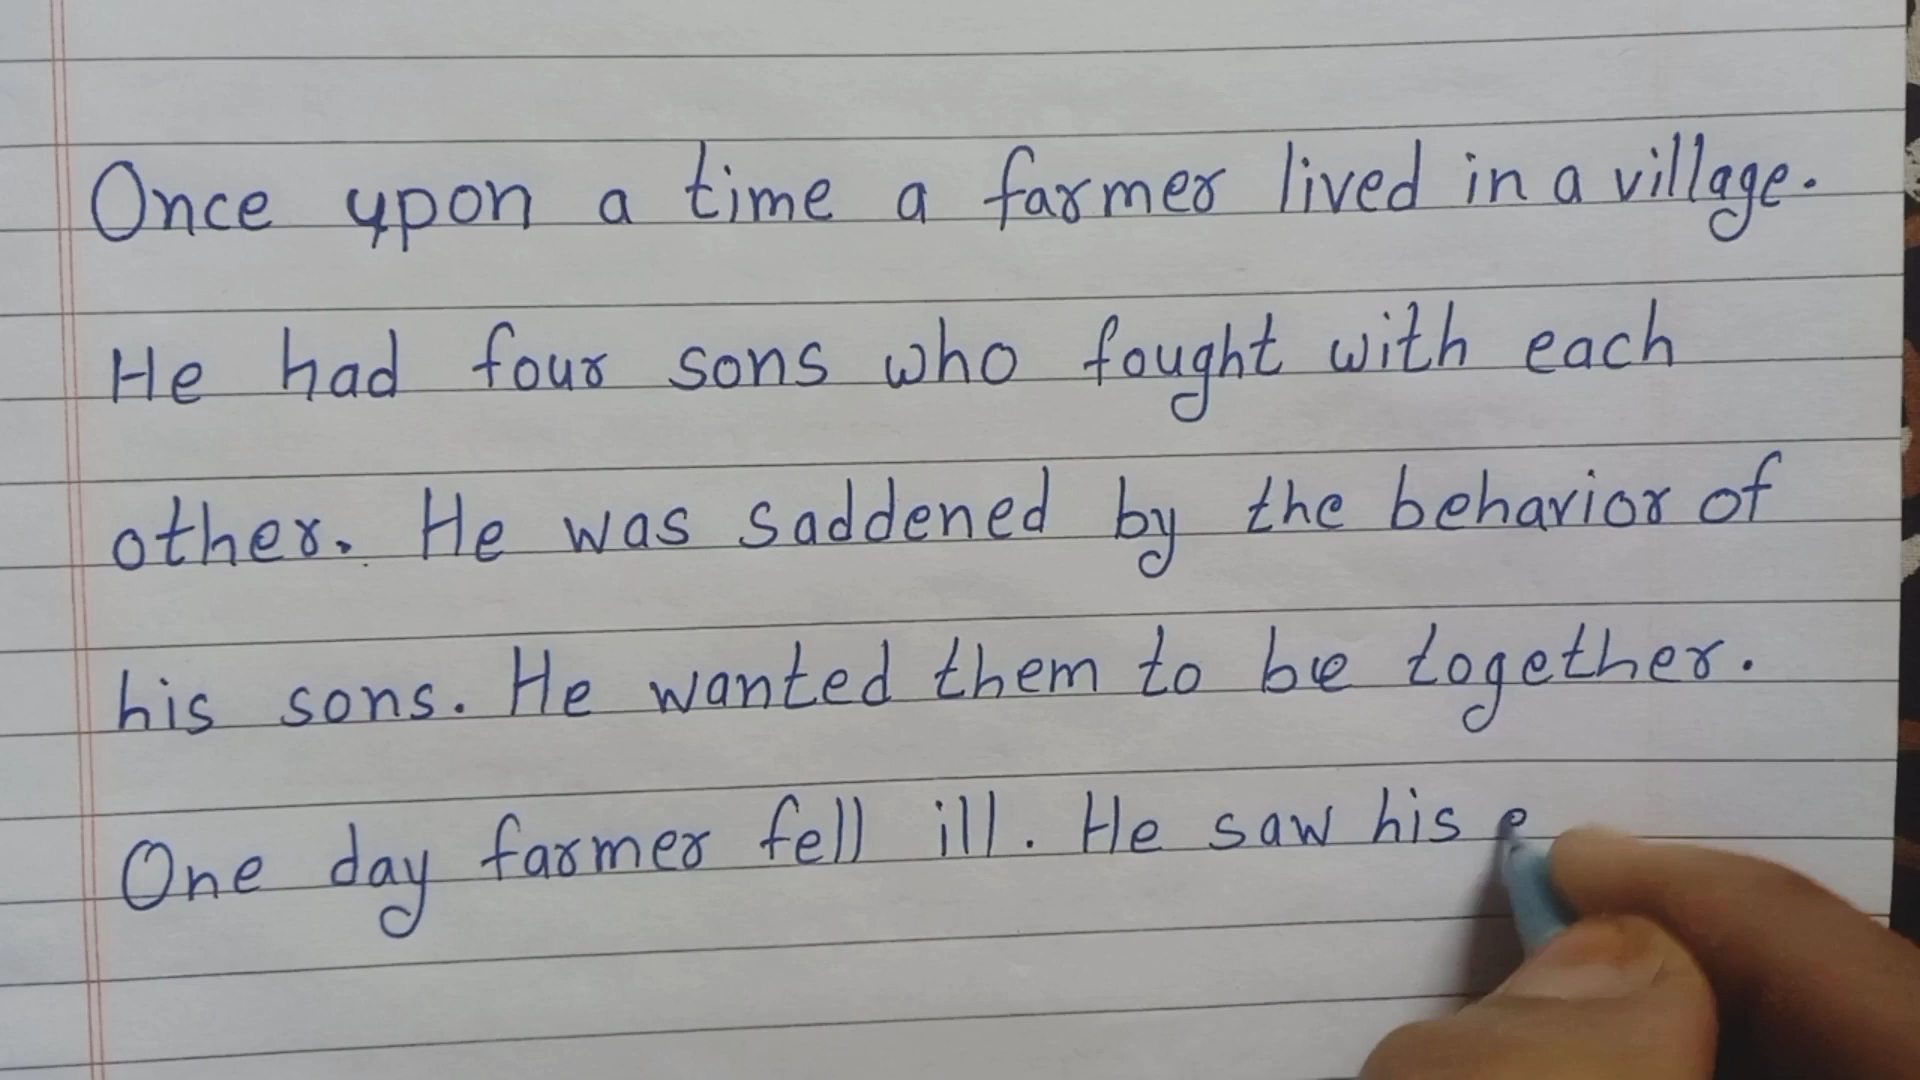 Once upon a time a farmer lived in a village.
He had four sons who fought with each
other. He was saddened by the behavior of
his sons. He wanted them to be together.
One day farmer fell ill. He saw his e